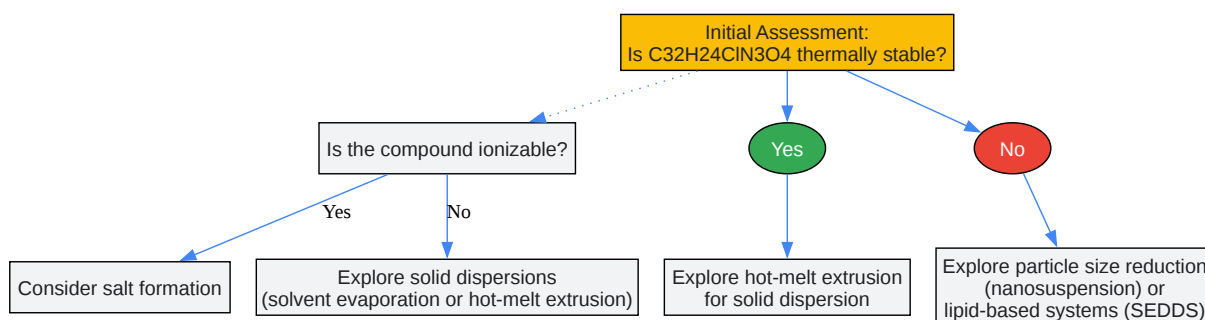 Initial Assessment:
Is C32H24ClN3O4 thermally stable?
Is the compound ionizable?
Yes
No
Yes
No
Consider salt formation
Explore solid dispersions
(solvent evaporation or hot-melt extrusion)
Explore hot-melt extrusion
for solid dispersion
Explore particle size reduction
(nanosuspension) or
lipid-based systems (SEDDS)